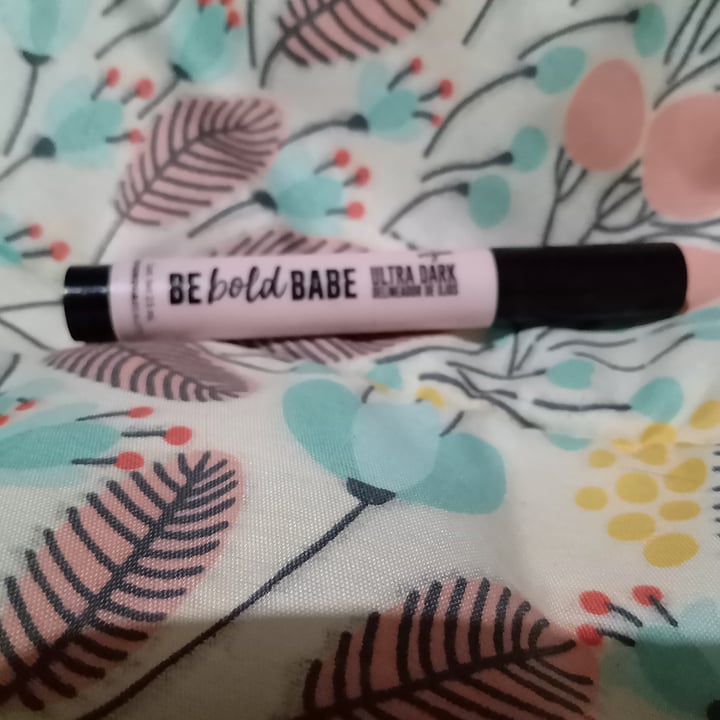 BE bold BABE
ULTRA DARK
DELINEADOR DE OJOS